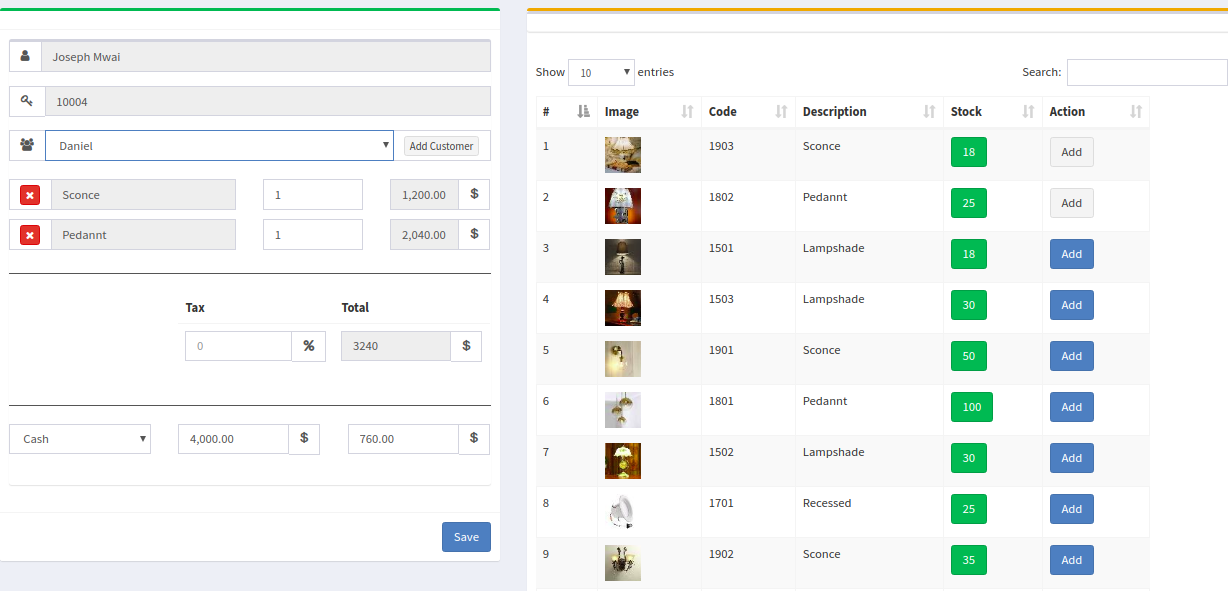 Joseph Mwai
10004
Daniel Add Customer
Sconce 1 1,200.00 $
Pedannt 1 2,040.00 $
Tax Total
0 % 3240 $
Cash 4,000.00 $ 760.00 $
Save
Show 10 entries Search:
# Image Code Description Stock Action
1 1903 Sconce 18 Add
2 1802 Pedannt 25 Add
3 1501 Lampshade 18 Add
4 1503 Lampshade 30 Add
5 1901 Sconce 50 Add
6 1801 Pedannt 100 Add
7 1502 Lampshade 30 Add
8 1701 Recessed 25 Add
9 1902 Sconce 35 Add